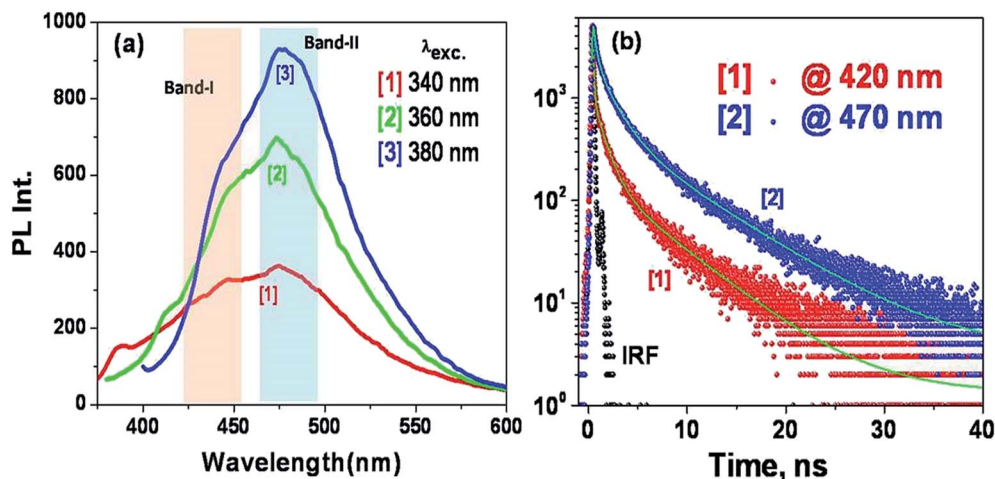 (a)
Band-II
λexc.
Band-I
[3]
[1] 340 nm
[2] 360 nm
[3] 380 nm
[2]
[1]
PL Int.
1000
800
600
400
200
0
400 450 500 550 600
Wavelength(nm)
(b)
[1] • @ 420 nm
[2] • @ 470 nm
[2]
[1]
IRF
10³
10²
10¹
10⁰
0 10 20 30 40
Time, ns